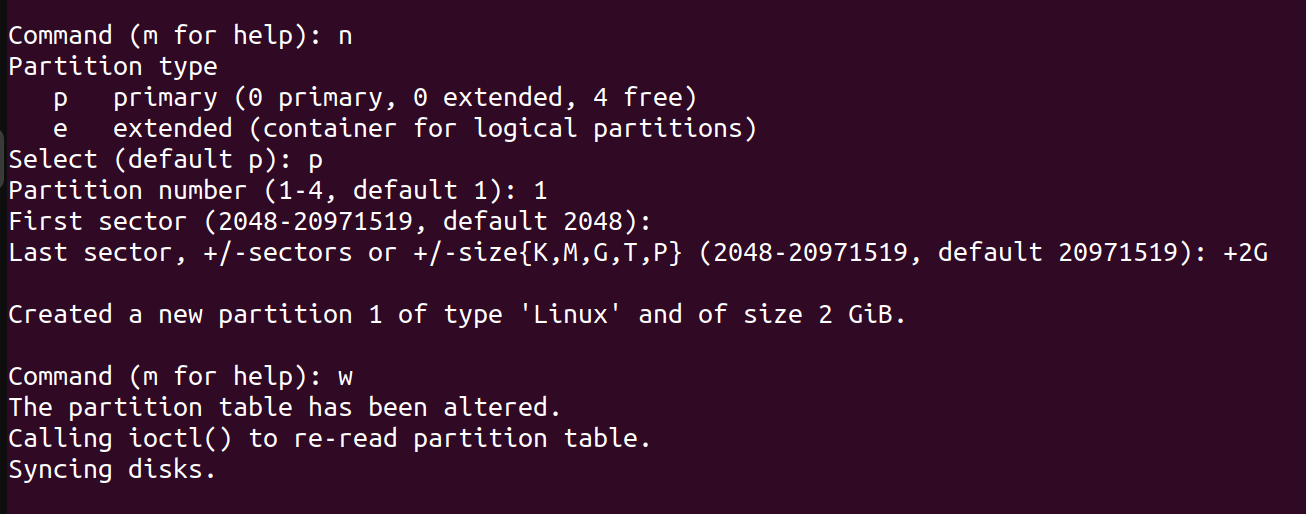 Command (m for help): n
Partition type
   p   primary (0 primary, 0 extended, 4 free)
   e   extended (container for logical partitions)
Select (default p): p
Partition number (1-4, default 1): 1
First sector (2048-20971519, default 2048):
Last sector, +/-sectors or +/-size{K,M,G,T,P} (2048-20971519, default 20971519): +2G
Created a new partition 1 of type 'Linux' and of size 2 GiB.
Command (m for help): w
The partition table has been altered.
Calling ioctl() to re-read partition table.
Syncing disks.